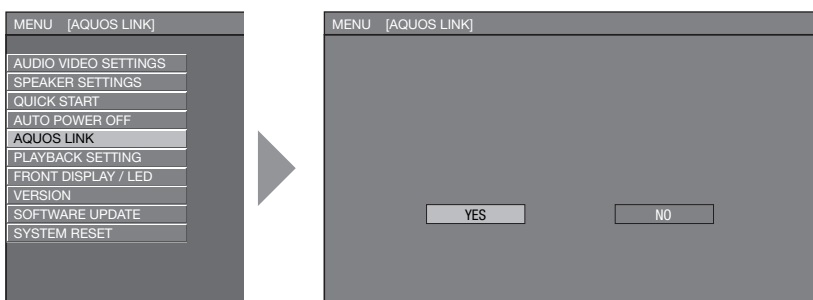 MENU [AQUOS LINK]
AUDIO VIDEO SETTINGS
SPEAKER SETTINGS
QUICK START
AUTO POWER OFF
AQUOS LINK
PLAYBACK SETTING
FRONT DISPLAY / LED
VERSION
SOFTWARE UPDATE
SYSTEM RESET
MENU [AQUOS LINK]
YES NO